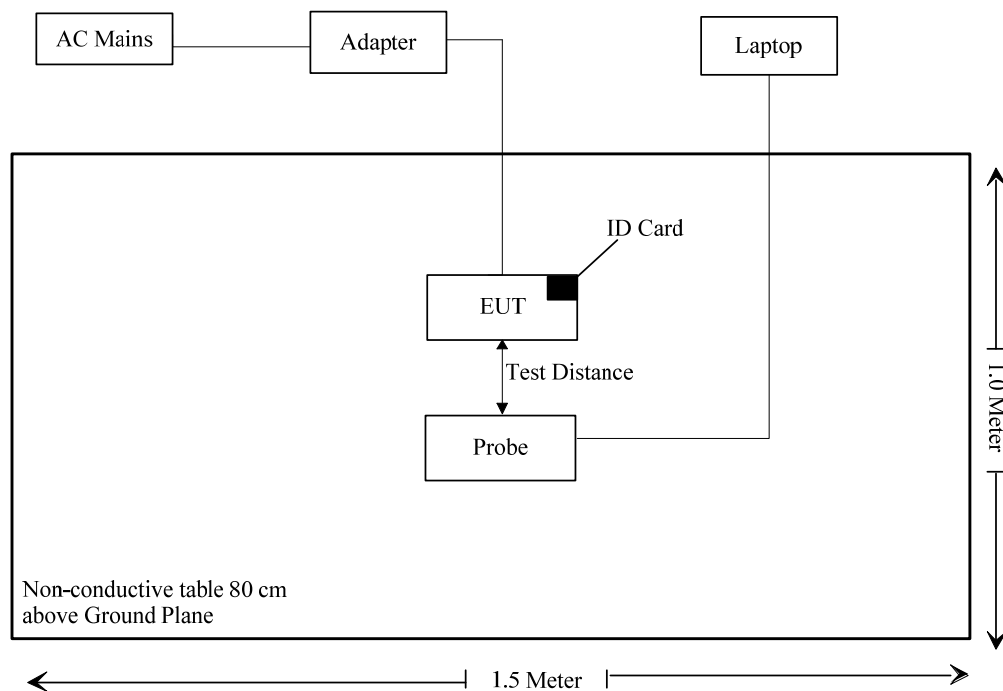 AC Mains
Adapter
Laptop
ID Card
EUT
Test Distance
Probe
1.0 Meter
Non-conductive table 80 cm
above Ground Plane
1.5 Meter